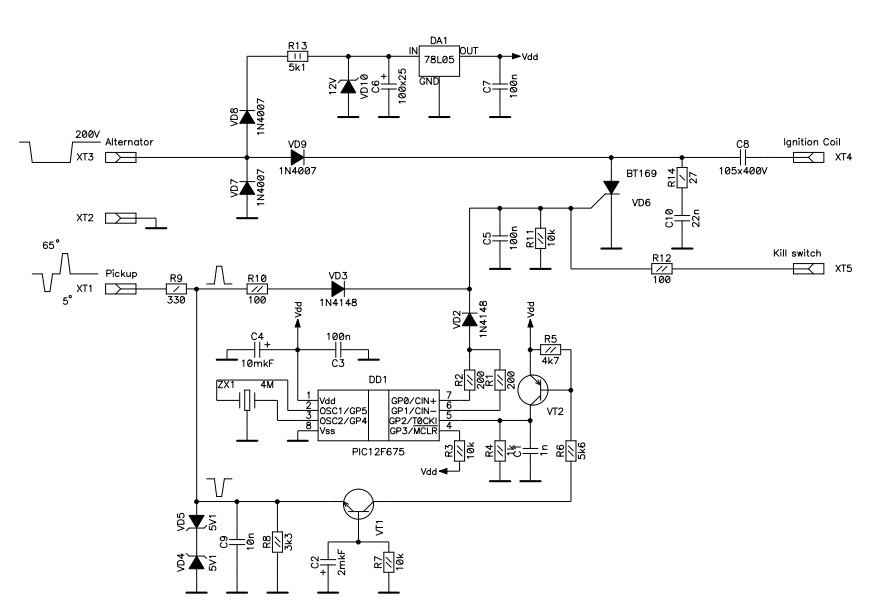 R13
5k1
DA1
IN
OUT
78L05
GND
Vdd
12V
VD10
C6
+
100x25
C7
100n
VD8
1N4007
200V
Alternator
XT3
VD9
1N4007
VD7
1N4007
C8
105x400V
Ignition Coil
XT4
BT169
VD6
R14
27
C10
22n
XT2
C5
100n
R11
10k
Kill switch
R12
100
XT5
65°
Pickup
XT1
5°
R9
330
R10
100
VD3
1N4148
VD2
1N4148
Vdd
Vdd
C4
+
10mkF
100n
C3
R5
4k7
VT2
ZX1
4M
DD1
R2
200
R1
200
1
Vdd
GP0/CIN+
7
2
OSC1/GP5
GP1/CIN-
6
3
OSC2/GP4
GP2/T0CKI
5
8
Vss
GP3/MCLR
4
PIC12F675
R3
10k
Vdd
R4
1k
C1
1n
R6
5k6
VD5
5V1
VD4
5V1
C9
10n
R8
3k3
VT1
C2
+
2mkF
R7
10k